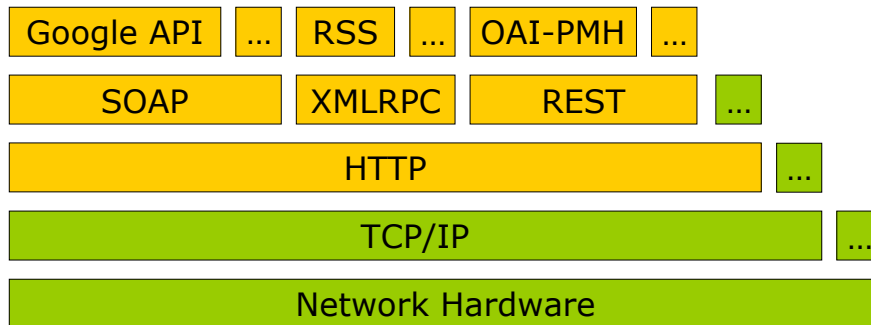 Google API ... RSS ... OAI-PMH ...
SOAP XMLRPC REST ...
HTTP ...
TCP/IP ...
Network Hardware